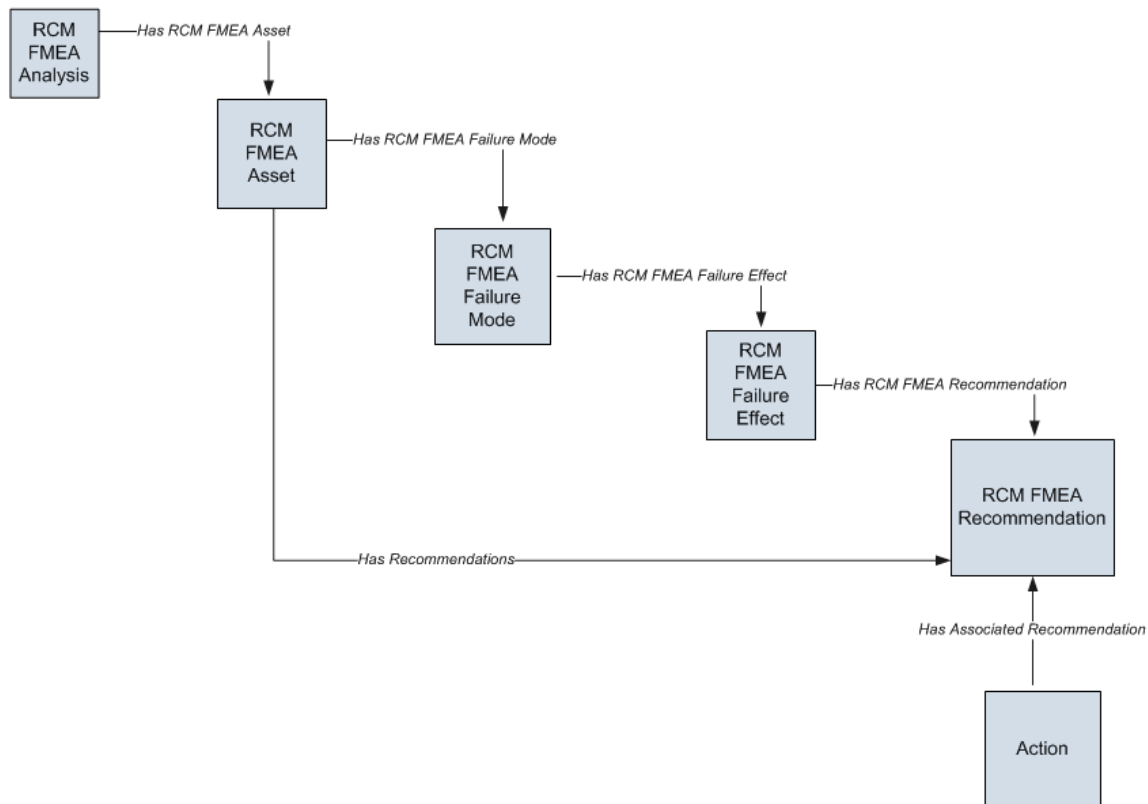 RCM
FMEA
Analysis
Has RCM FMEA Asset
RCM
FMEA
Asset
Has RCM FMEA Failure Mode
RCM
FMEA
Failure
Mode
Has RCM FMEA Failure Effect
RCM
FMEA
Failure
Effect
Has RCM FMEA Recommendation
RCM FMEA
Recommendation
Has Recommendations
Has Associated Recommendation
Action